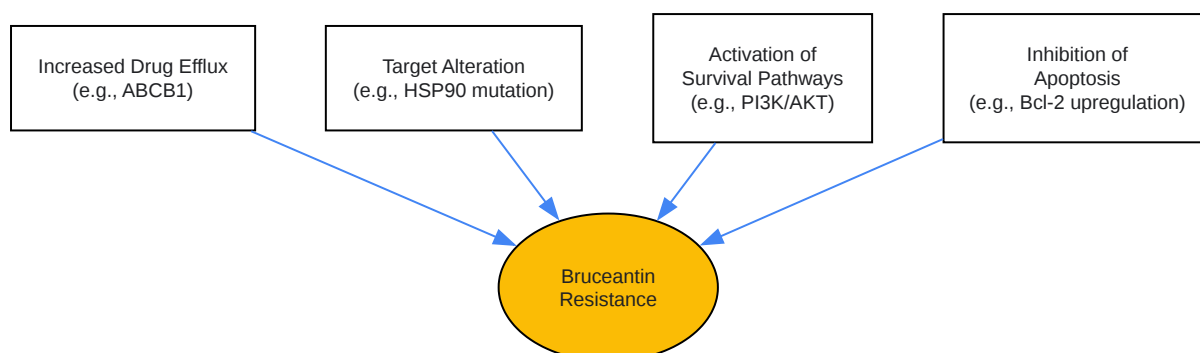 Increased Drug Efflux
(e.g., ABCB1)
Target Alteration
(e.g., HSP90 mutation)
Activation of
Survival Pathways
(e.g., PI3K/AKT)
Inhibition of
Apoptosis
(e.g., Bcl-2 upregulation)
Bruceantin
Resistance